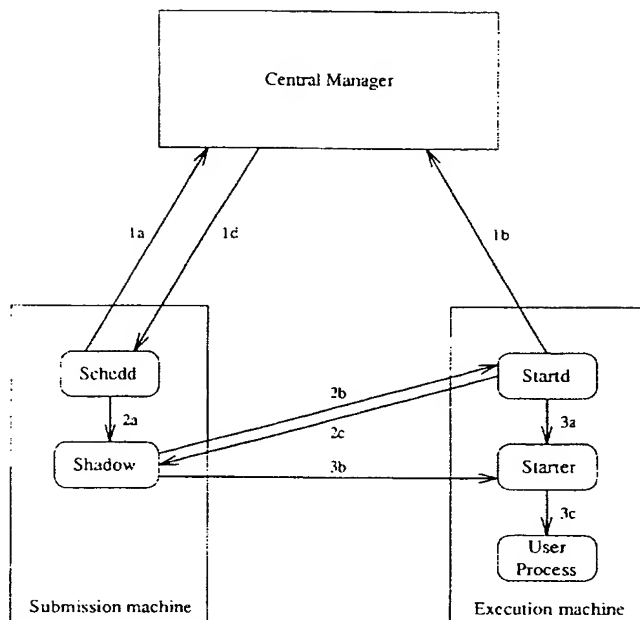 Central Manager
1a
1d
1b
Schedd
Startd
2b
2a
2c
3a
Shadow
Starter
3b
3c
User
Process
Submission machine
Execution machine